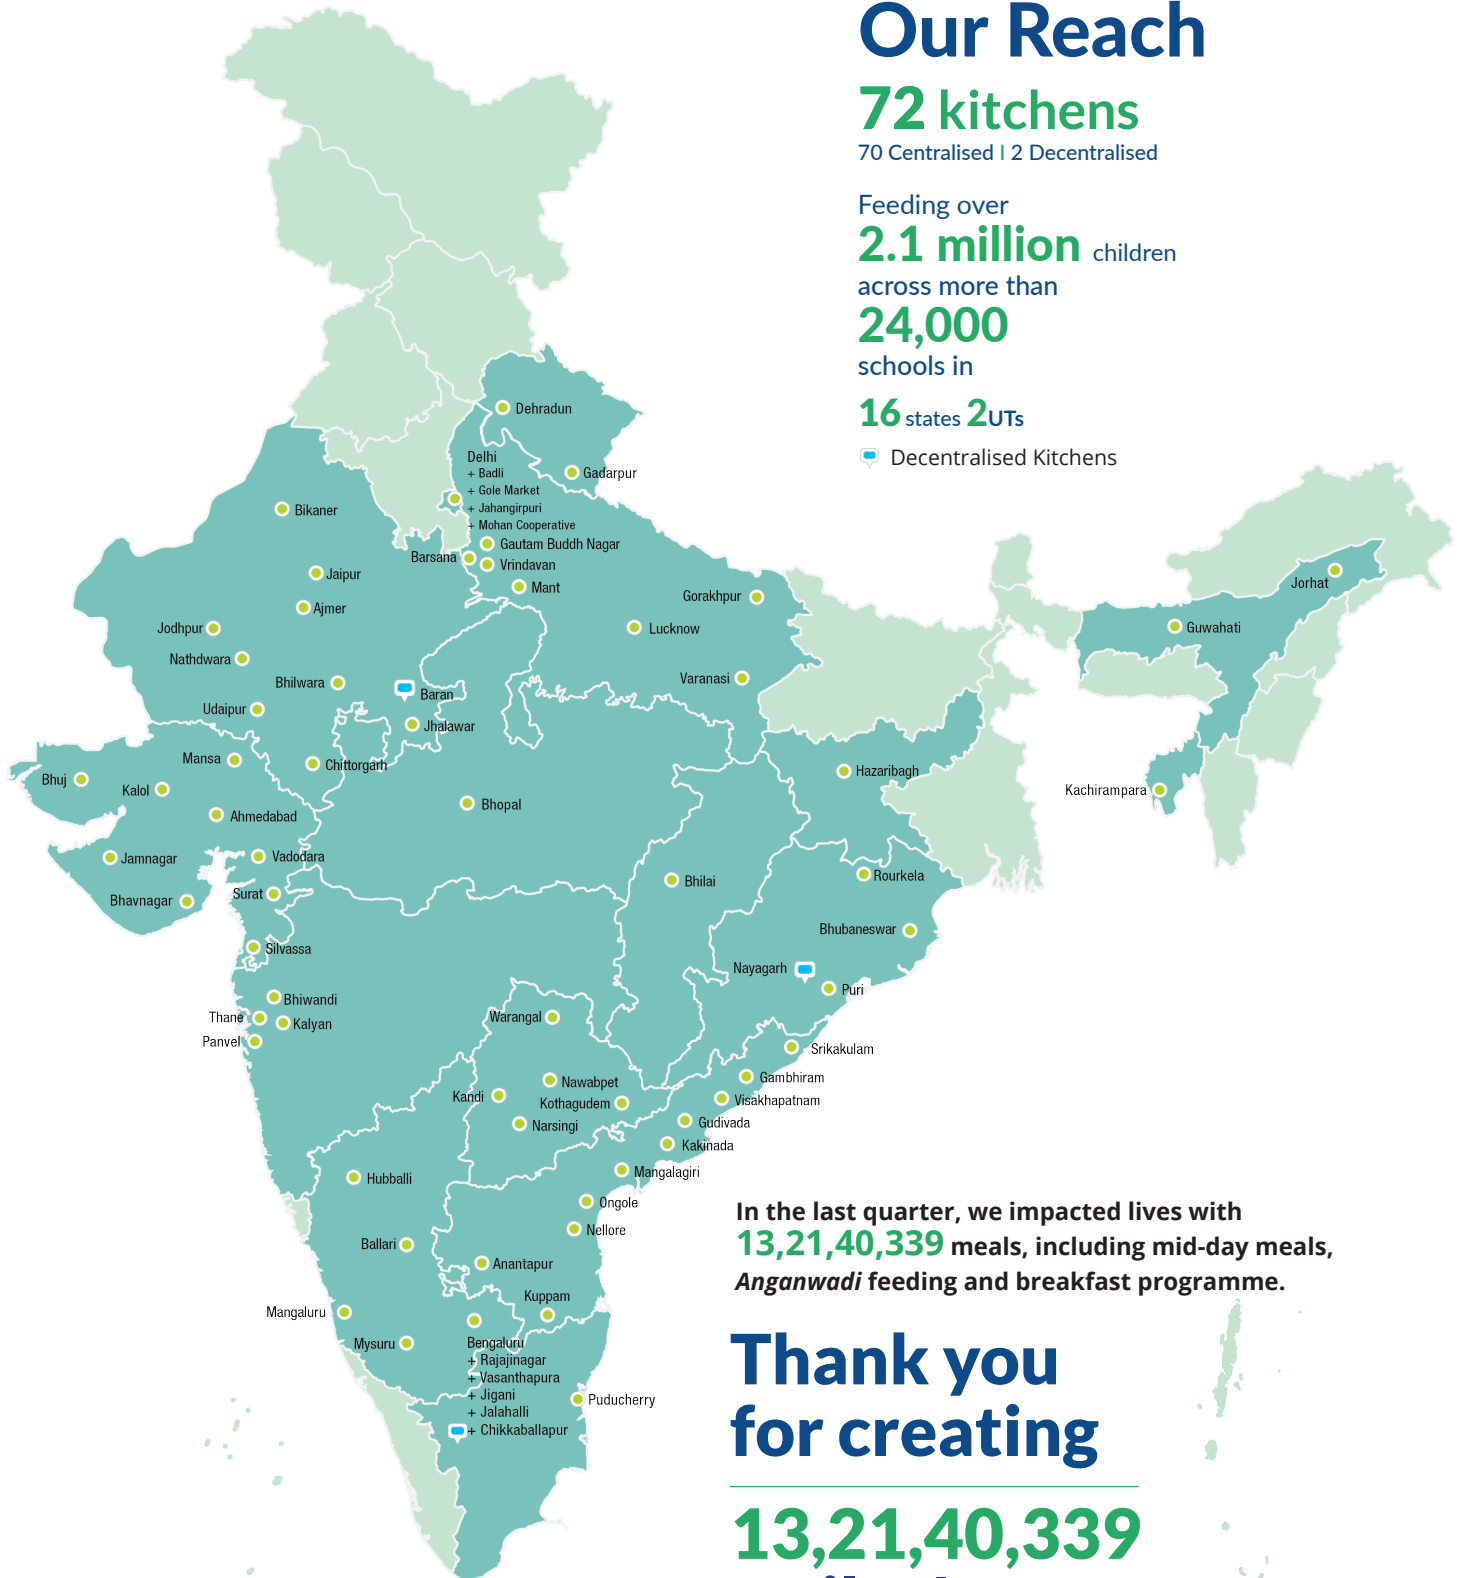 Our Reach
72 kitchens
70 Centralised I 2 Decentralised
Feeding over
2.1 million children
across more than
24,000
schools in
16 states 2UTs
Decentralised Kitchens
Dehradun
Delhi
+ Badli
+ Gole Market
+ Jahangirpuri
+ Mohan Cooperative
Gadarpur
Bikaner
Gautam Buddh Nagar
Barsana
Vrindavan
Mant
Jaipur
Ajmer
Gorakhpur
Jorhat
Jodhpur
Lucknow
Guwahati
Nathdwara
Bhilwara
Varanasi
Baran
Udaipur
Jhalawar
Mansa
Chittorgarh
Hazaribagh
Bhuj
Kalol
Kachirampara
Bhopal
Ahmedabad
Jamnagar
Vadodara
Bhilai
Rourkela
Surat
Bhavnagar
Bhubaneswar
Silvassa
Nayagarh
Puri
Bhiwandi
Thane
Kalyan
Warangal
Panvel
Srikakulam
Nawabpet
Gambhiram
Kandi
Kothagudem
Visakhapatnam
Narsingi
Gudivada
Kakinada
Mangalagiri
Hubballi
Ongole
Nellore
Ballari
Anantapur
Kuppam
Mangaluru
Mysuru
Bengaluru
+ Rajajinagar
+ Vasanthapura
+ Jigani
+ Jalahalli
+ Chikkaballapur
Puducherry
In the last quarter, we impacted lives with
13,21,40,339 meals, including mid-day meals,
Anganwadi feeding and breakfast programme.
Thank you
for creating
13,21,40,339